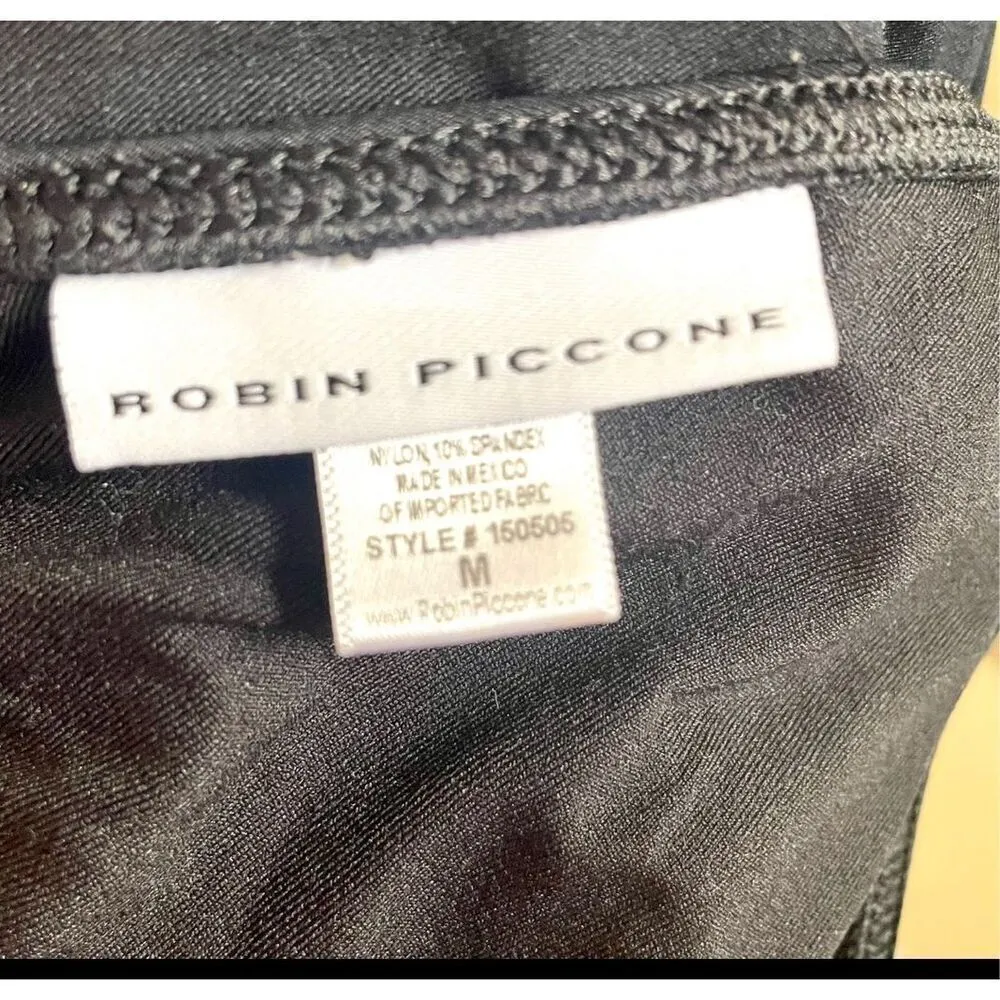 ROBIN PICCONE
NYLON, 10% SPANDEX
MADE IN MEXICO
OF IMPORTED FABRIC
STYLE # 150505
M
www.RobinPiccone.com